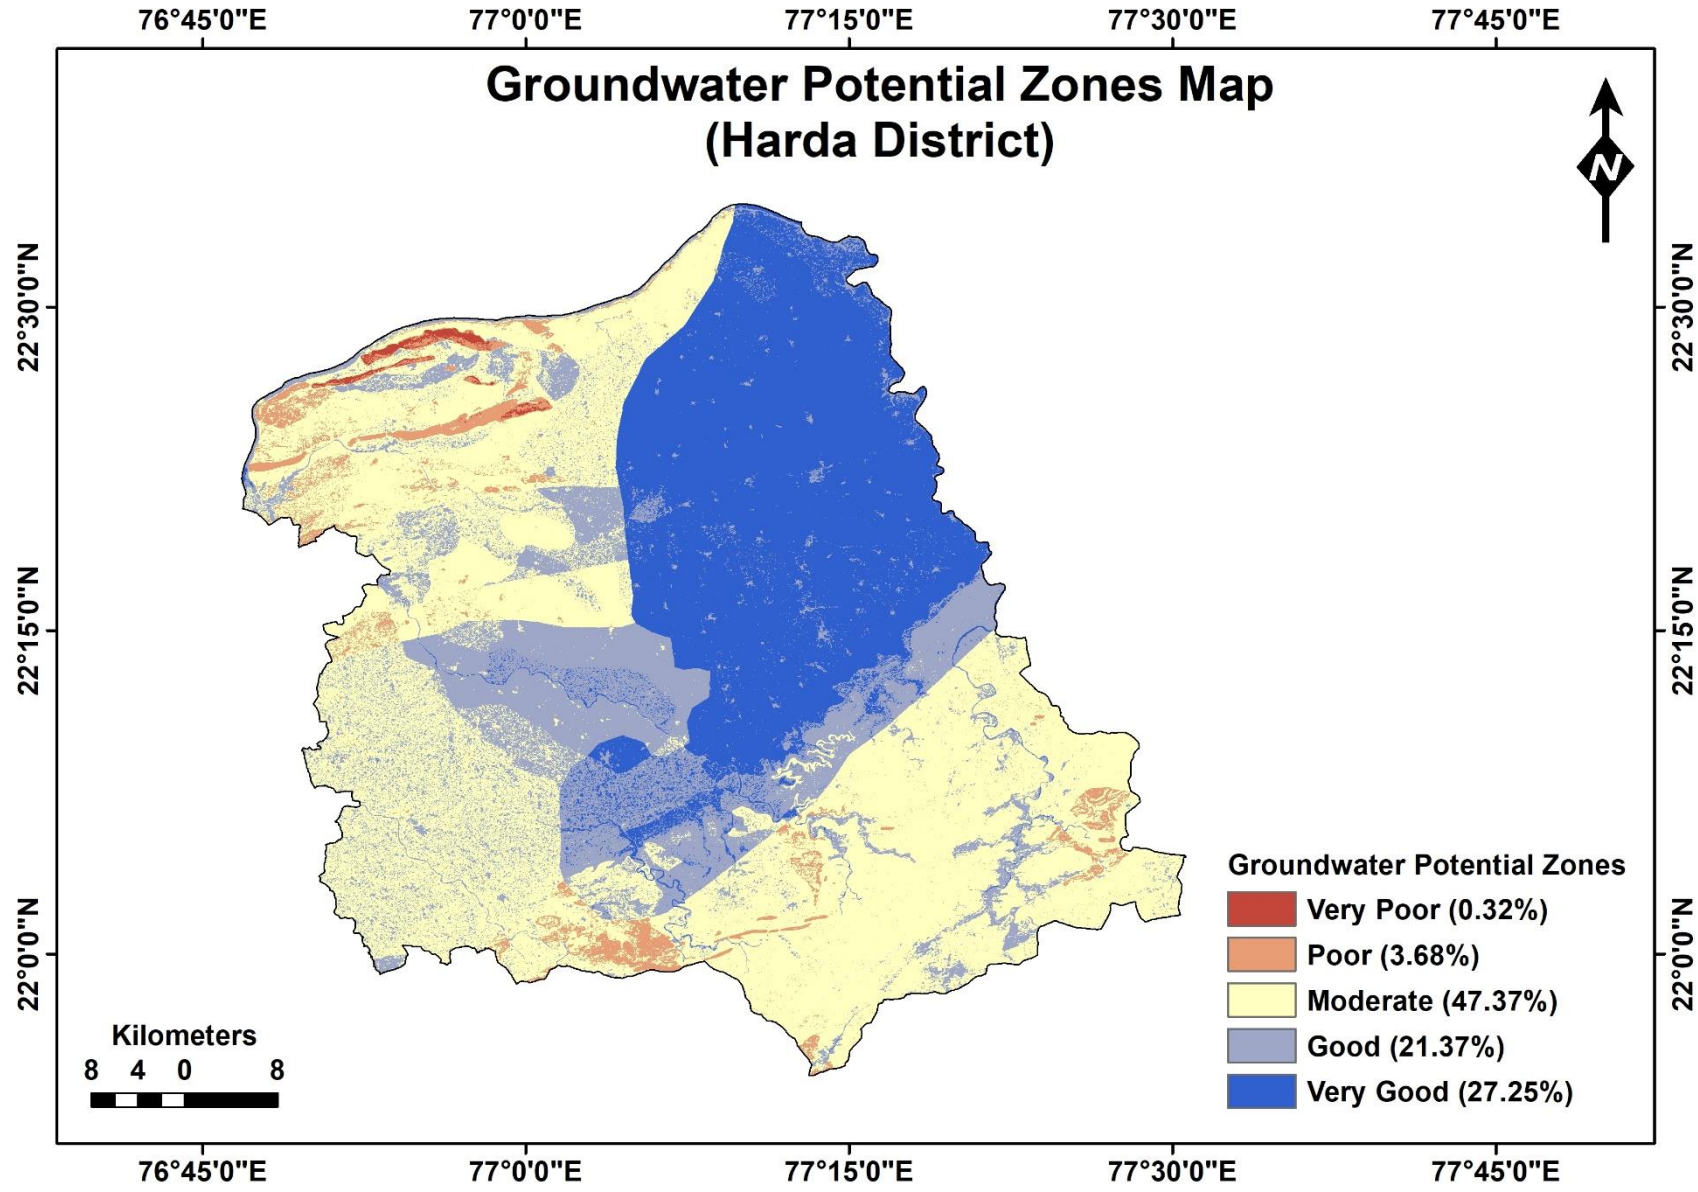 76°45'0"E 77°0'0"E 77°15'0"E 77°30'0"E 77°45'0"E
Groundwater Potential Zones Map
(Harda District)
N
22°30'0"N 22°30'0"N
22°15'0"N 22°15'0"N
22°0'0"N 22°0'0"N
Groundwater Potential Zones
Very Poor (0.32%)
Poor (3.68%)
Moderate (47.37%)
Good (21.37%)
Very Good (27.25%)
Kilometers
8 4 0 8
76°45'0"E 77°0'0"E 77°15'0"E 77°30'0"E 77°45'0"E